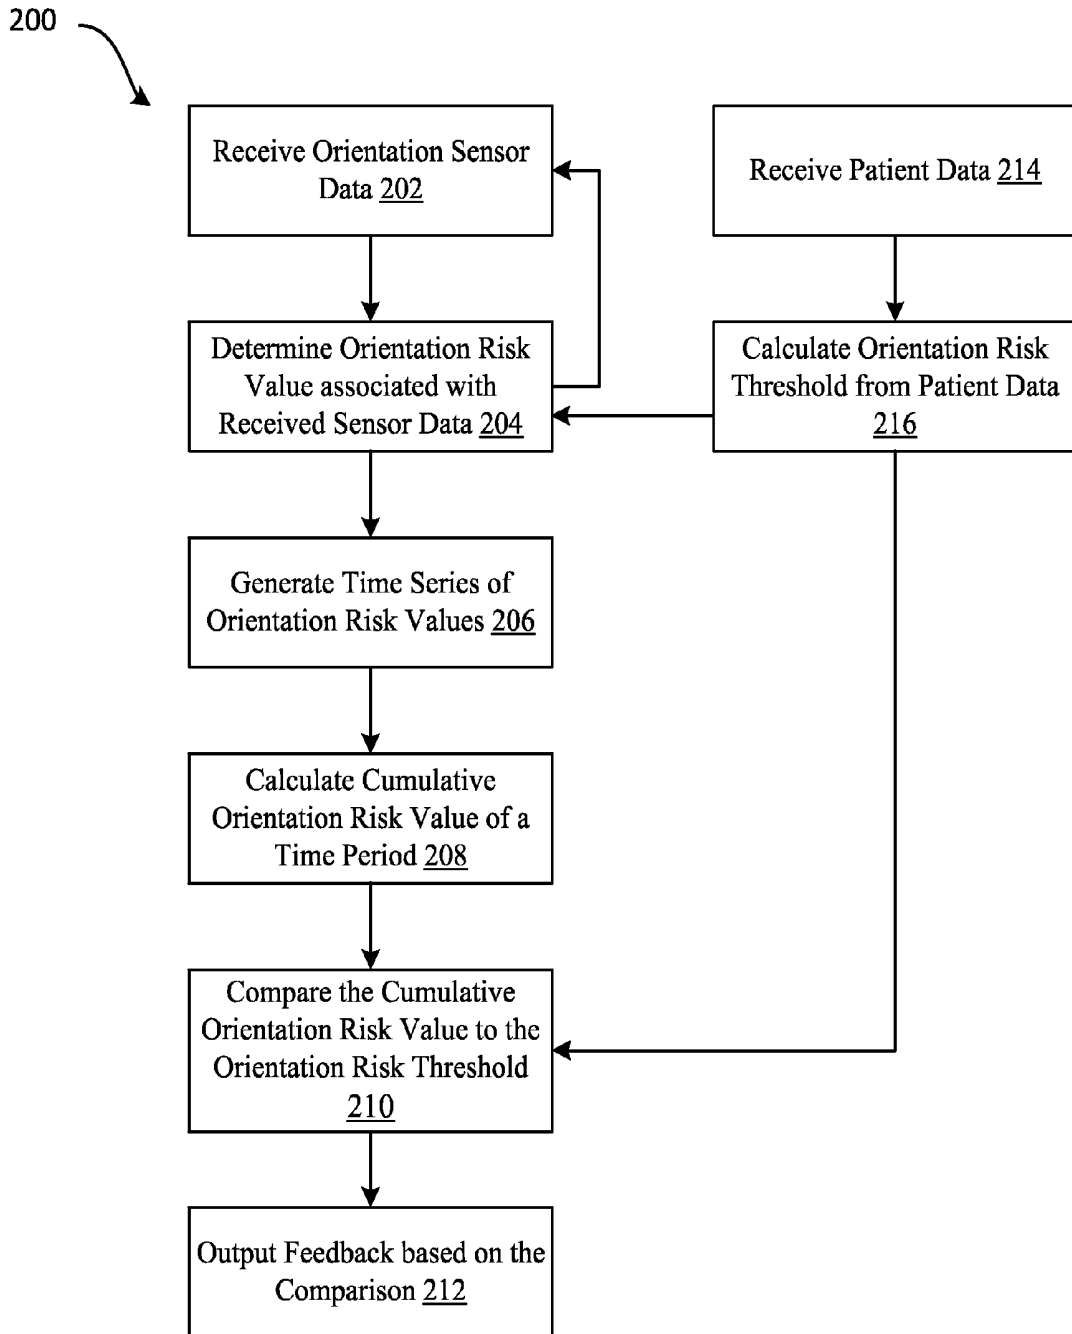 200
Receive Orientation Sensor
Data 202
Receive Patient Data 214
Determine Orientation Risk
Value associated with
Received Sensor Data 204
Calculate Orientation Risk
Threshold from Patient Data
216
Generate Time Series of
Orientation Risk Values 206
Calculate Cumulative
Orientation Risk Value of a
Time Period 208
Compare the Cumulative
Orientation Risk Value to the
Orientation Risk Threshold
210
Output Feedback based on the
Comparison 212